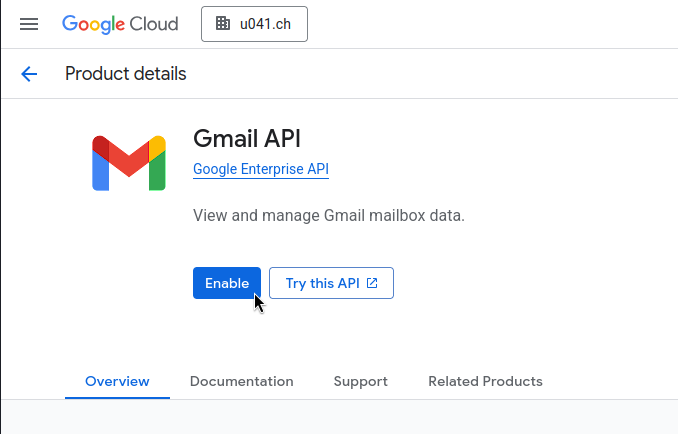 Google Cloud
u041.ch
Product details
Gmail API
Google Enterprise API
View and manage Gmail mailbox data.
Enable
Try this API
Overview
Documentation
Support
Related Products